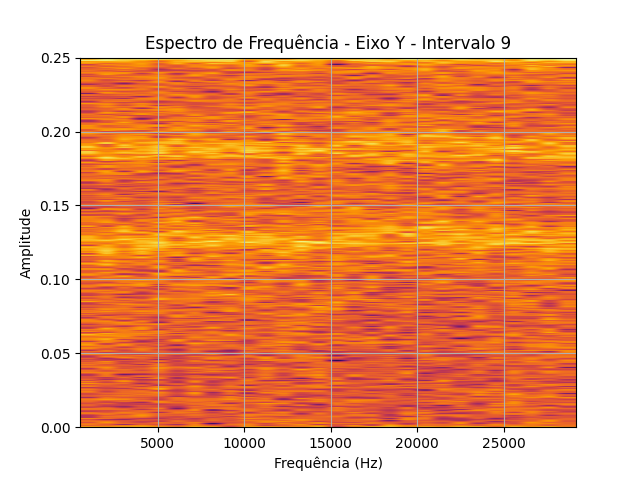 Espectro de Frequência - Eixo Y - Intervalo 9
0.25
0.20
0.15
0.10
0.05
0.00
Amplitude
5000 10000 15000 20000 25000
Frequência (Hz)